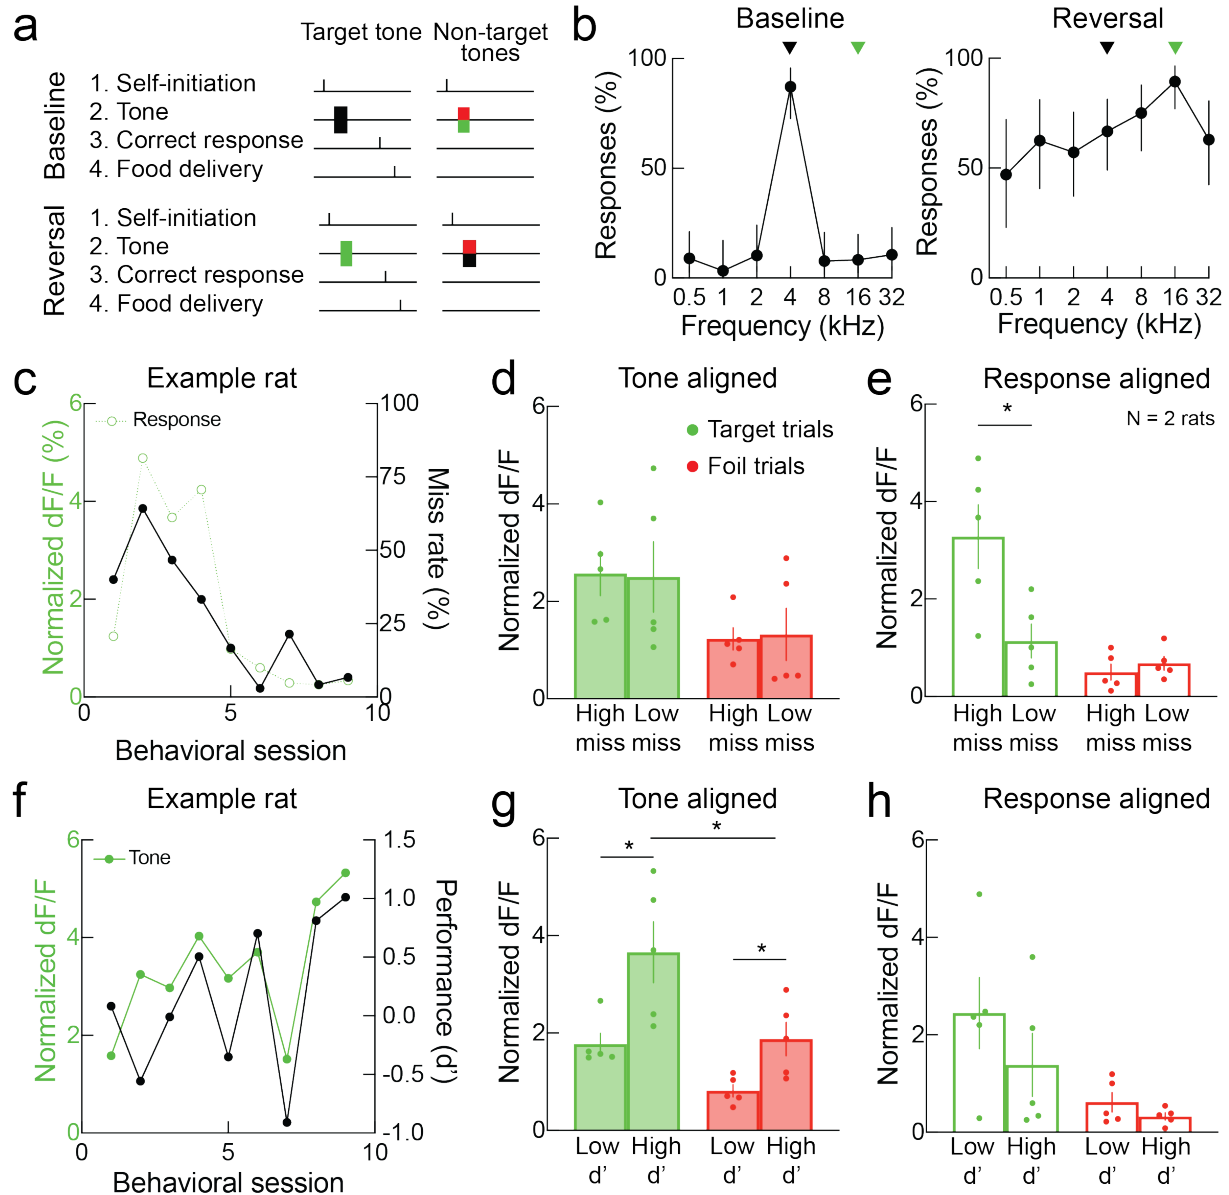 a
Target tone
Non-target
tones
Baseline
1. Self-initiation
2. Tone
3. Correct response
4. Food delivery
Reversal
1. Self-initiation
2. Tone
3. Correct response
4. Food delivery
b
Baseline
Responses (%)
100
50
0
0.5 1 2 4 8 16 32
Frequency (kHz)
Reversal
Responses (%)
100
50
0
0.5 1 2 4 8 16 32
Frequency (kHz)
c
Example rat
Normalized dF/F (%)
6
4
2
0
Response
100
75
50
25
0
Miss rate (%)
0 5 10
Behavioral session
d
Tone aligned
Normalized dF/F
6
4
2
0
Target trials
Foil trials
High Low High Low
miss miss miss miss
e
Response aligned
N = 2 rats
*
Normalized dF/F
6
4
2
0
High Low High Low
miss miss miss miss
f
Example rat
Normalized dF/F
6
4
2
0
Tone
1.5
1.0
0.5
0.0
-0.5
-1.0
Performance (d’)
0 5 10
Behavioral session
g
Tone aligned
Normalized dF/F
6
4
2
0
*
*
*
Low High Low High
d’ d’ d’ d’
h
Response aligned
Normalized dF/F
6
4
2
0
Low High Low High
d’ d’ d’ d’